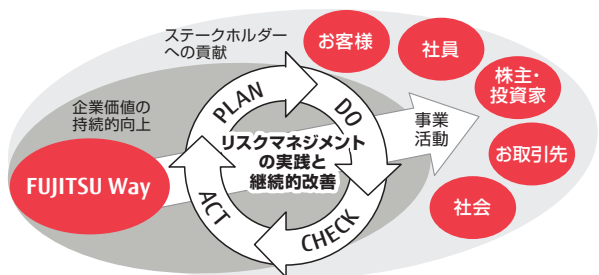 ステークホルダー
への貢献
お客様
社員
株主・
投資家
お取引先
社会
企業価値の
持続的向上
FUJITSU Way
PLAN
DO
CHECK
ACT
リスクマネジメント
の実践と
継続的改善
事業
活動